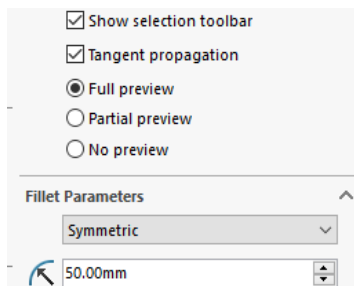 Show selection toolbar
Tangent propagation
Full preview
Partial preview
No preview
Fillet Parameters
Symmetric
50.00mm